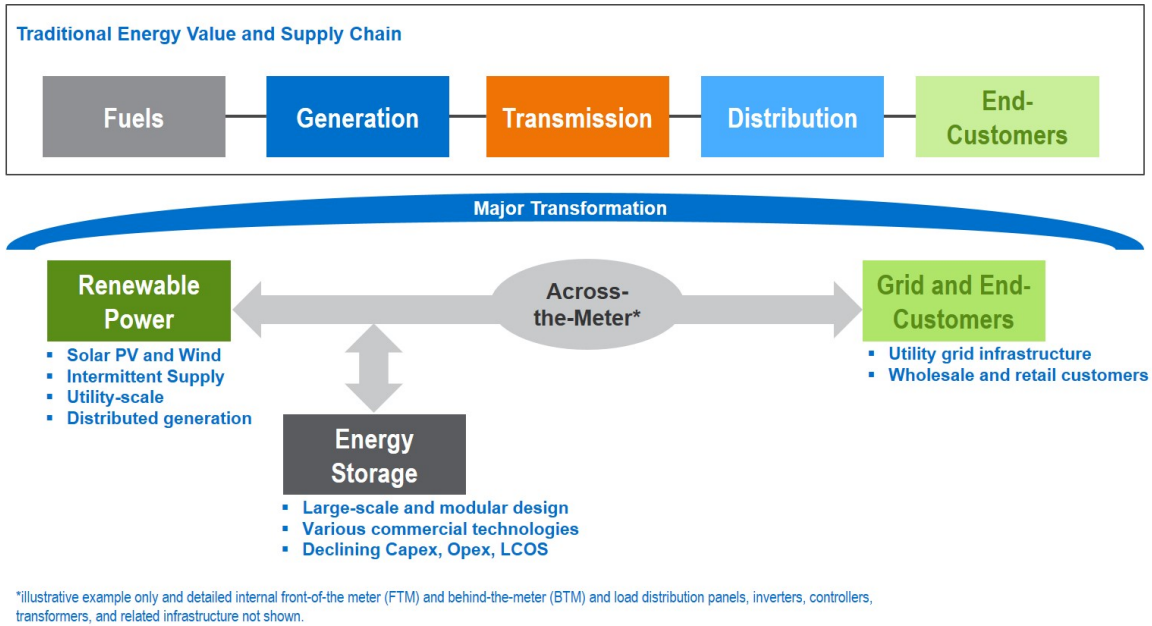 Traditional Energy Value and Supply Chain
Fuels
Generation
Transmission
Distribution
End-
Customers
Major Transformation
Renewable
Power
▪ Solar PV and Wind
▪ Intermittent Supply
▪ Utility-scale
▪ Distributed generation
Across-
the-Meter*
Grid and End-
Customers
▪ Utility grid infrastructure
▪ Wholesale and retail customers
Energy
Storage
▪ Large-scale and modular design
▪ Various commercial technologies
▪ Declining Capex, Opex, LCOS
*illustrative example only and detailed internal front-of-the meter (FTM) and behind-the-meter (BTM) and load distribution panels, inverters, controllers,
transformers, and related infrastructure not shown.